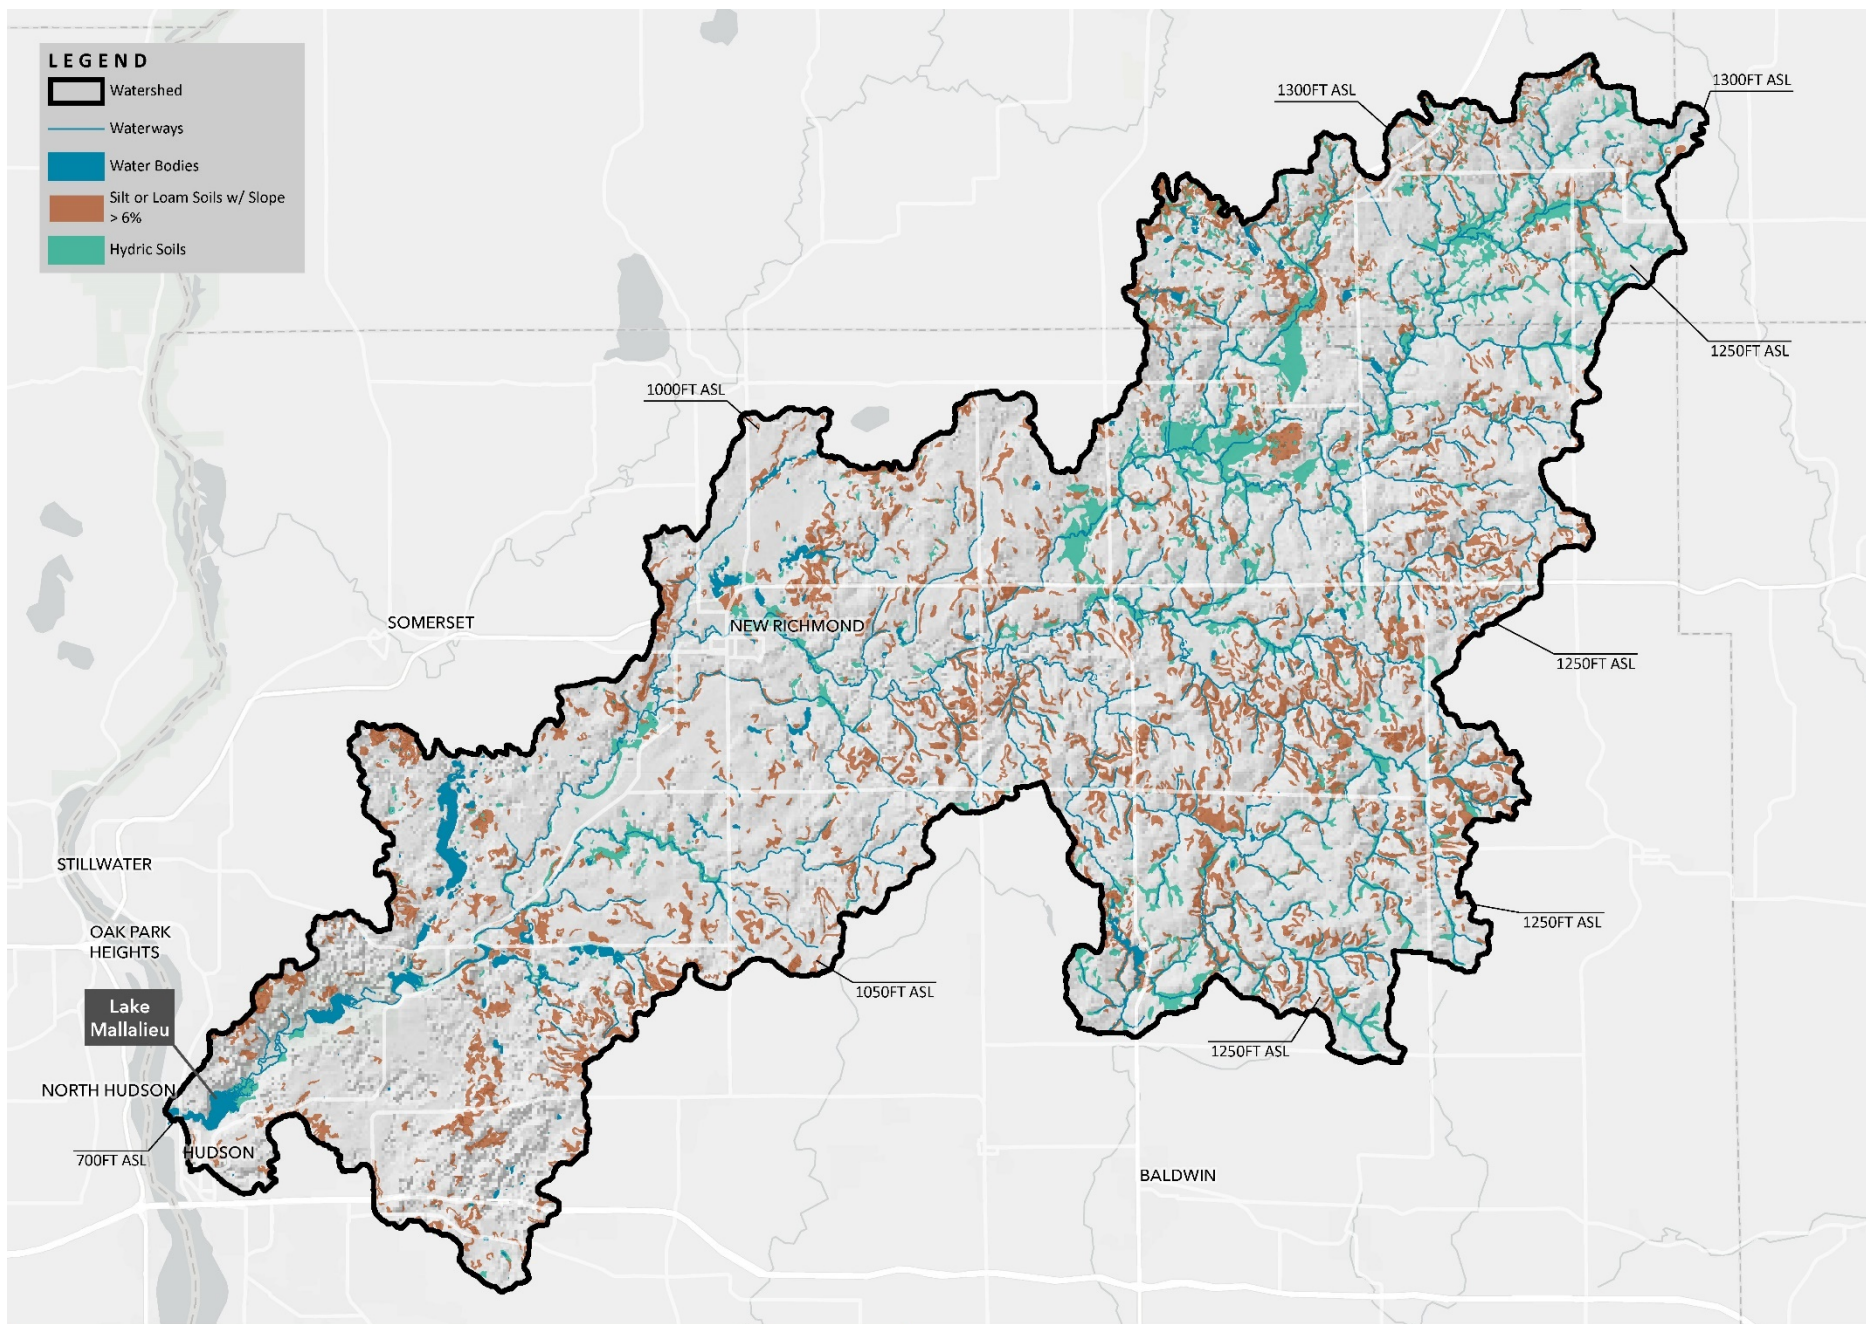 LEGEND
Watershed
Waterways
Water Bodies
Silt or Loam Soils w/ Slope
> 6%
Hydric Soils
1300FT ASL
1300FT ASL
1250FT ASL
1000FT ASL
SOMERSET
NEW RICHMOND
1250FT ASL
STILLWATER
OAK PARK
HEIGHTS
1250FT ASL
1050FT ASL
Lake
Mallalieu
1250FT ASL
NORTH HUDSON
700FT ASL
HUDSON
BALDWIN